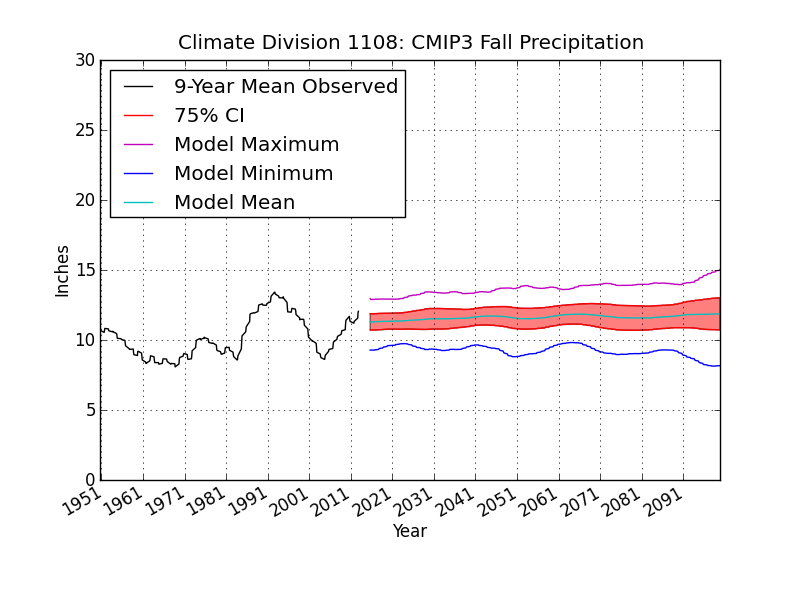 Climate Division 1108: CMIP3 Fall Precipitation
30
25
20
15
10
5
0
Inches
9-Year Mean Observed
75% CI
Model Maximum
Model Minimum
Model Mean
1951 1961 1971 1981 1991 2001 2011 2021 2031 2041 2051 2061 2071 2081 2091
Year